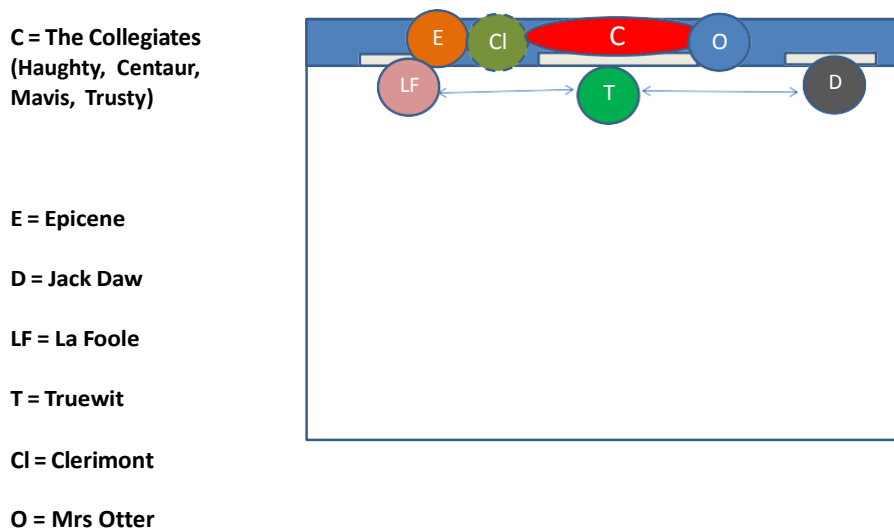 C = The Collegiates
(Haughty, Centaur,
Mavis, Trusty)
E = Epicene
D = Jack Daw
LF = La Foole
T = Truewit
Cl = Clerimont
O = Mrs Otter
E
Cl
C
O
LF
T
D